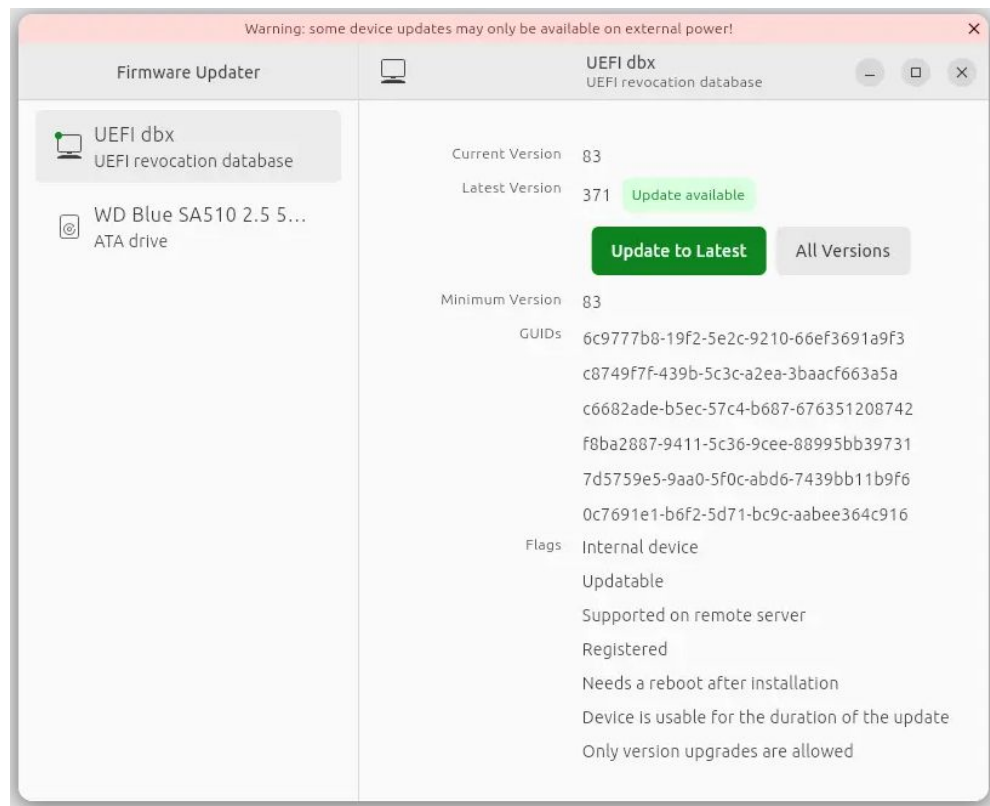 Warning: some device updates may only be available on external power!
Firmware Updater
UEFI dbx
UEFI revocation database
UEFI dbx
UEFI revocation database
WD Blue SA510 2.5 5...
ATA drive
Current Version 83
Latest Version 371 Update available
Update to Latest All Versions
Minimum Version 83
GUIDs 6c9777b8-19f2-5e2c-9210-66ef3691a9f3
c8749f7f-439b-5c3c-a2ea-3baacf663a5a
c6682ade-b5ec-57c4-b687-676351208742
f8ba2887-9411-5c36-9cee-88995bb39731
7d5759e5-9aa0-5f0c-abd6-7439bb11b9f6
0c7691e1-b6f2-5d71-bc9c-aabee364c916
Flags Internal device
Updatable
Supported on remote server
Registered
Needs a reboot after installation
Device is usable for the duration of the update
Only version upgrades are allowed